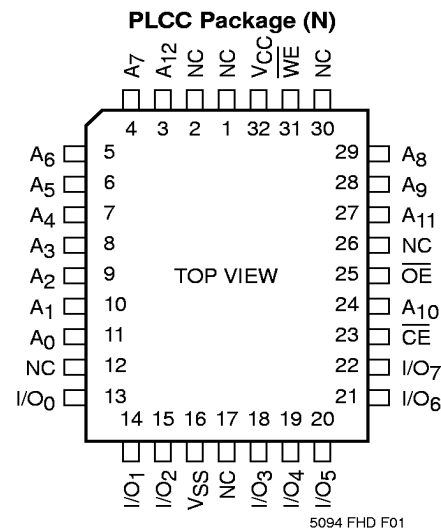 PLCC Package (N)
A7 A12 NC NC VCC WE NC
4 3 2 1 32 31 30
A6 5 29 A8
A5 6 28 A9
A4 7 27 A11
A3 8 26 NC
A2 9 TOP VIEW 25 OE
A1 10 24 A10
A0 11 23 CE
NC 12 22 I/O7
I/O0 13 21 I/O6
14 15 16 17 18 19 20
I/O1 I/O2 VSS NC I/O3 I/O4 I/O5
5094 FHD F01